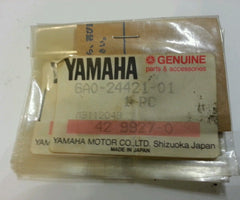 YAMAHA
GENUINE
parts & accessories
6A0-24421-01
1 PC
42 9927-0
YAMAHA MOTOR CO., LTD. Shizuoka Japan
MADE IN JAPAN